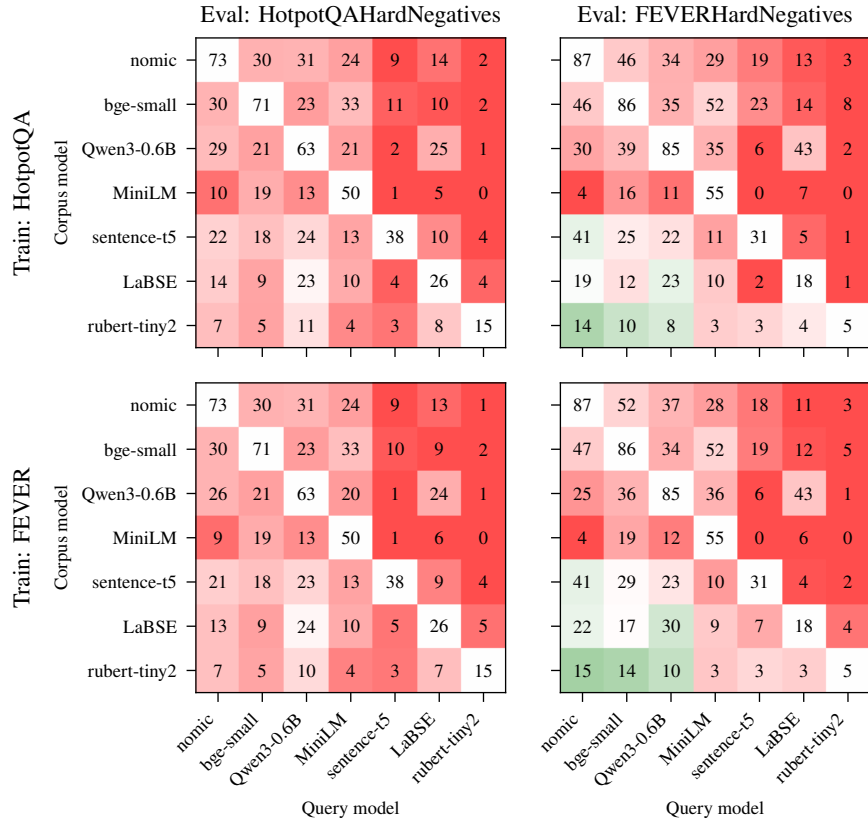 Eval: HotpotQAHardNegatives
Eval: FEVERHardNegatives
Train: HotpotQA
Corpus model
nomic 73 30 31 24 9 14 2
bge-small 30 71 23 33 11 10 2
Qwen3-0.6B 29 21 63 21 2 25 1
MiniLM 10 19 13 50 1 5 0
sentence-t5 22 18 24 13 38 10 4
LaBSE 14 9 23 10 4 26 4
rubert-tiny2 7 5 11 4 3 8 15
87 46 34 29 19 13 3
46 86 35 52 23 14 8
30 39 85 35 6 43 2
4 16 11 55 0 7 0
41 25 22 11 31 5 1
19 12 23 10 2 18 1
14 10 8 3 3 4 5
Train: FEVER
Corpus model
nomic 73 30 31 24 9 13 1
bge-small 30 71 23 33 10 9 2
Qwen3-0.6B 26 21 63 20 1 24 1
MiniLM 9 19 13 50 1 6 0
sentence-t5 21 18 23 13 38 9 4
LaBSE 13 9 24 10 5 26 5
rubert-tiny2 7 5 10 4 3 7 15
nomic bge-small Qwen3-0.6B MiniLM sentence-t5 LaBSE rubert-tiny2
Query model
87 52 37 28 18 11 3
47 86 34 52 19 12 5
25 36 85 36 6 43 1
4 19 12 55 0 6 0
41 29 23 10 31 4 2
22 17 30 9 7 18 4
15 14 10 3 3 3 5
nomic bge-small Qwen3-0.6B MiniLM sentence-t5 LaBSE rubert-tiny2
Query model